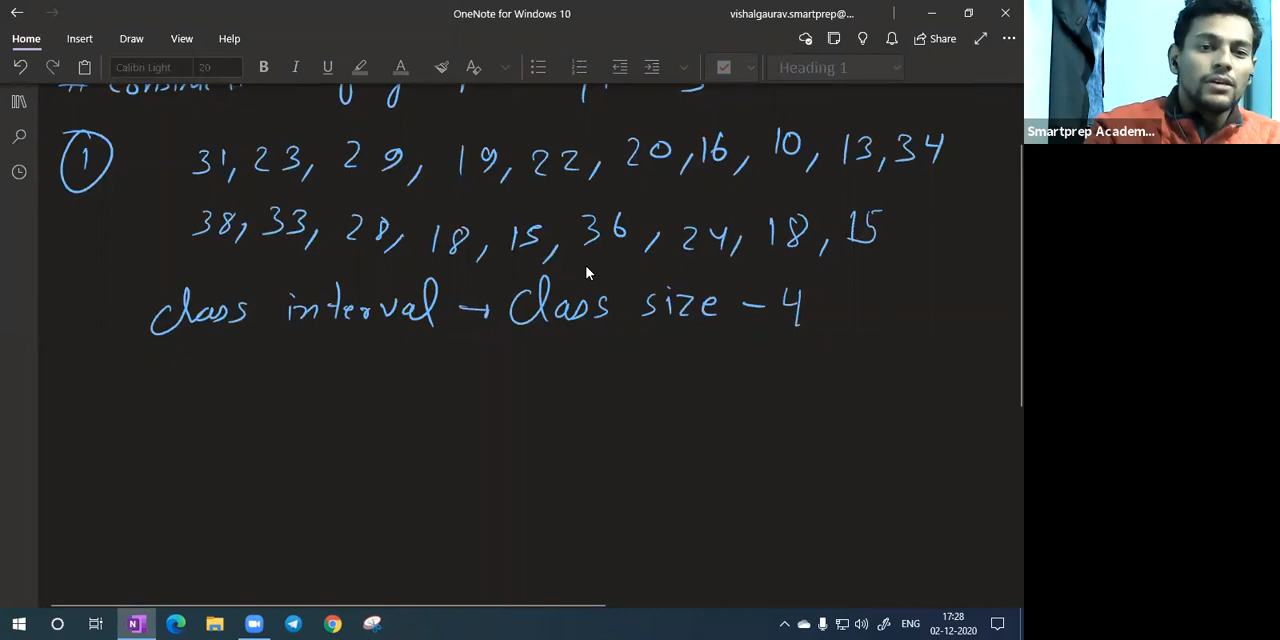 OneNote for Windows 10
vishalgaurav.smartprep@...
Home Insert Draw View Help
Share
Calibri Light 20 B I U A Heading 1
Smartprep Academ...
1 31, 23, 29, 19, 22, 20, 16, 10, 13, 34
38, 33, 28, 18, 15, 36, 24, 18, 15
class interval → class size - 4
ENG
17:28
02-12-2020